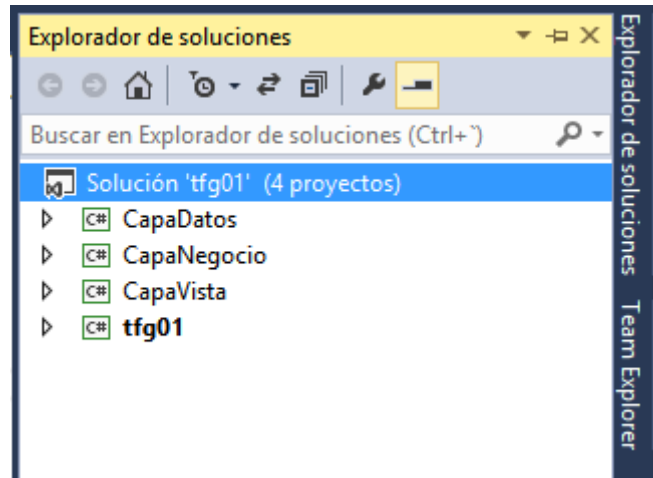 Explorador de soluciones
Buscar en Explorador de soluciones (Ctrl+`)
Solución 'tfg01' (4 proyectos)
C# CapaDatos
C# CapaNegocio
C# CapaVista
C# tfg01
Explorador de soluciones
Team Explorer